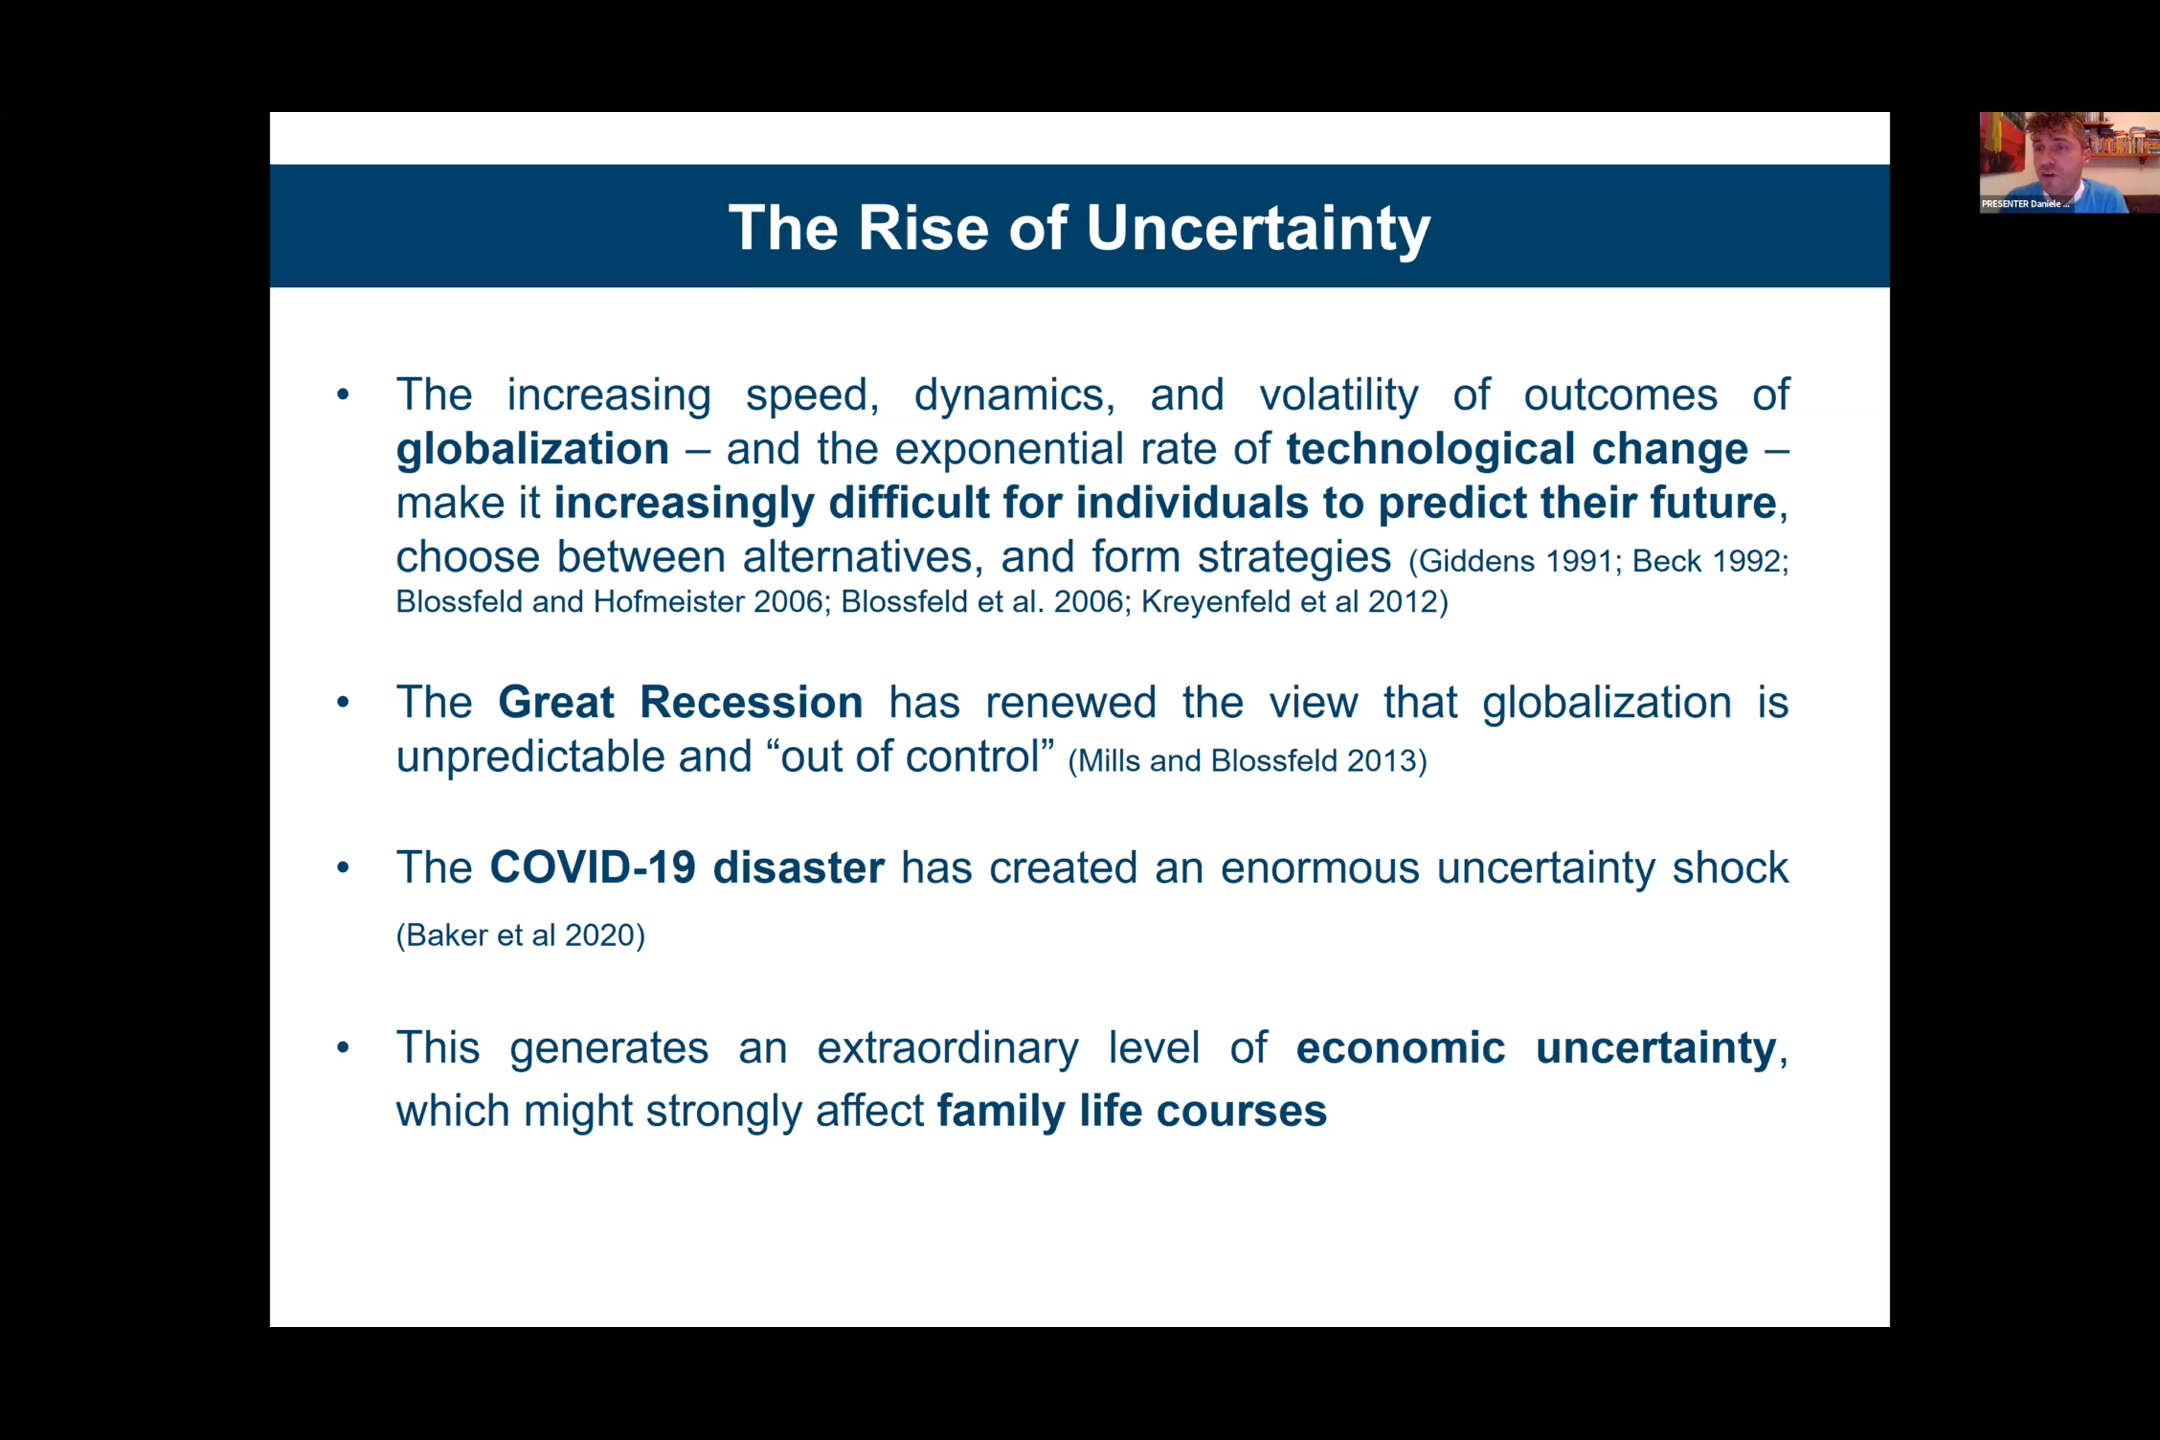 The Rise of Uncertainty
PRESENTER Daniele ...
• The increasing speed, dynamics, and volatility of outcomes of
globalization – and the exponential rate of technological change –
make it increasingly difficult for individuals to predict their future,
choose between alternatives, and form strategies (Giddens 1991; Beck 1992;
Blossfeld and Hofmeister 2006; Blossfeld et al. 2006; Kreyenfeld et al 2012)
• The Great Recession has renewed the view that globalization is
unpredictable and “out of control” (Mills and Blossfeld 2013)
• The COVID-19 disaster has created an enormous uncertainty shock
(Baker et al 2020)
• This generates an extraordinary level of economic uncertainty,
which might strongly affect family life courses